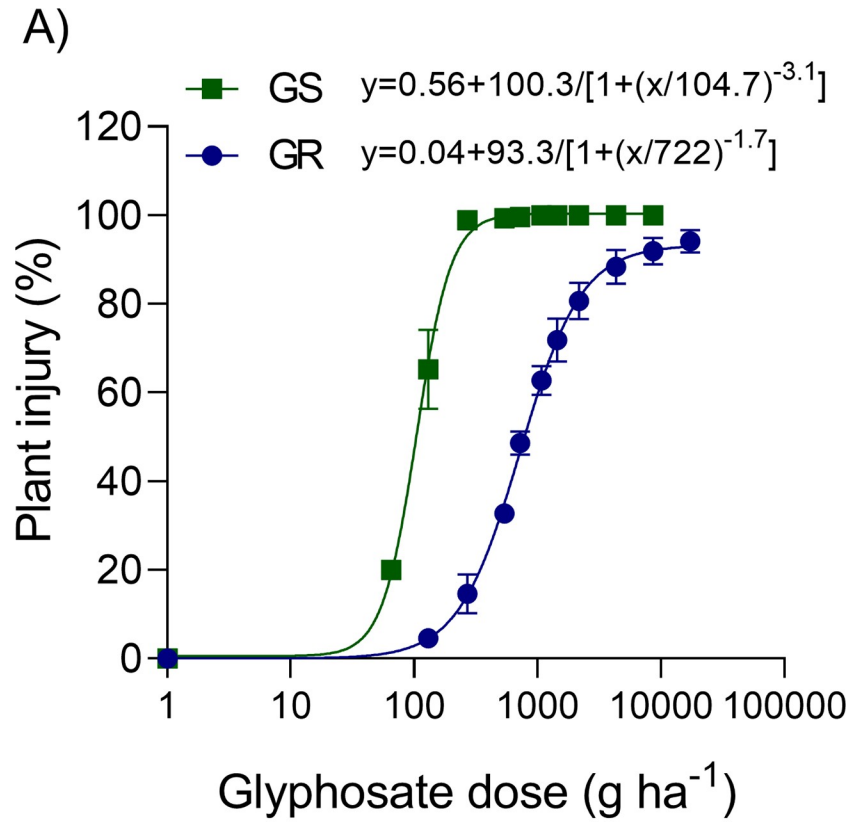 A)
GS y=0.56+100.3/[1+(x/104.7)^-3.1]
GR y=0.04+93.3/[1+(x/722)^-1.7]
120
100
80
60
40
20
0
Plant injury (%)
1 10 100 1000 10000 100000
Glyphosate dose (g ha^-1)